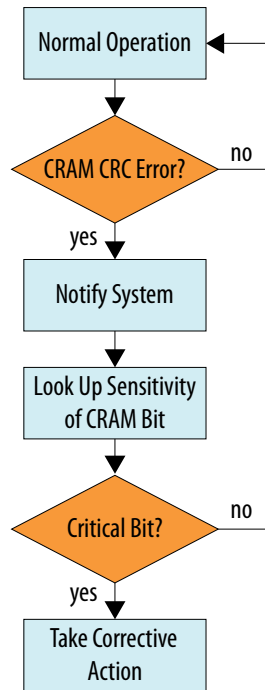 Normal Operation
CRAM CRC Error?
no
yes
Notify System
Look Up Sensitivity
of CRAM Bit
Critical Bit?
no
yes
Take Corrective
Action